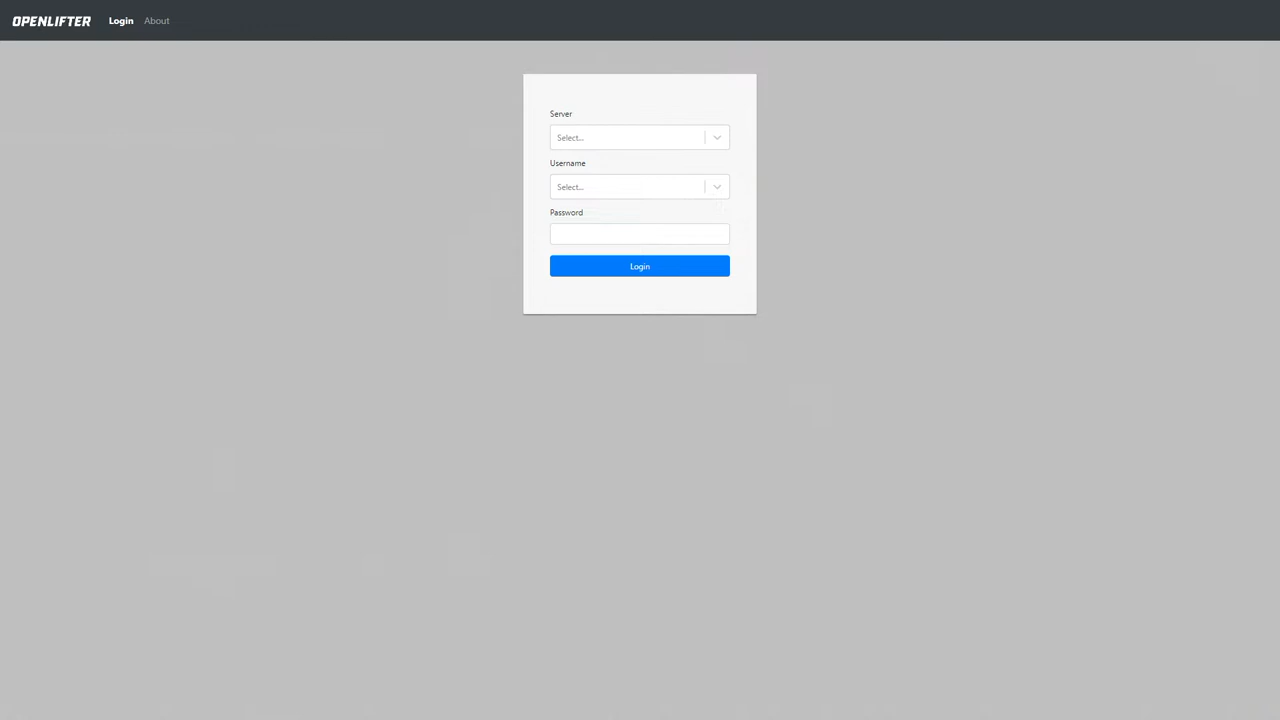 OPENLIFTER Login About
Server
Select...
Username
Select...
Password
Login